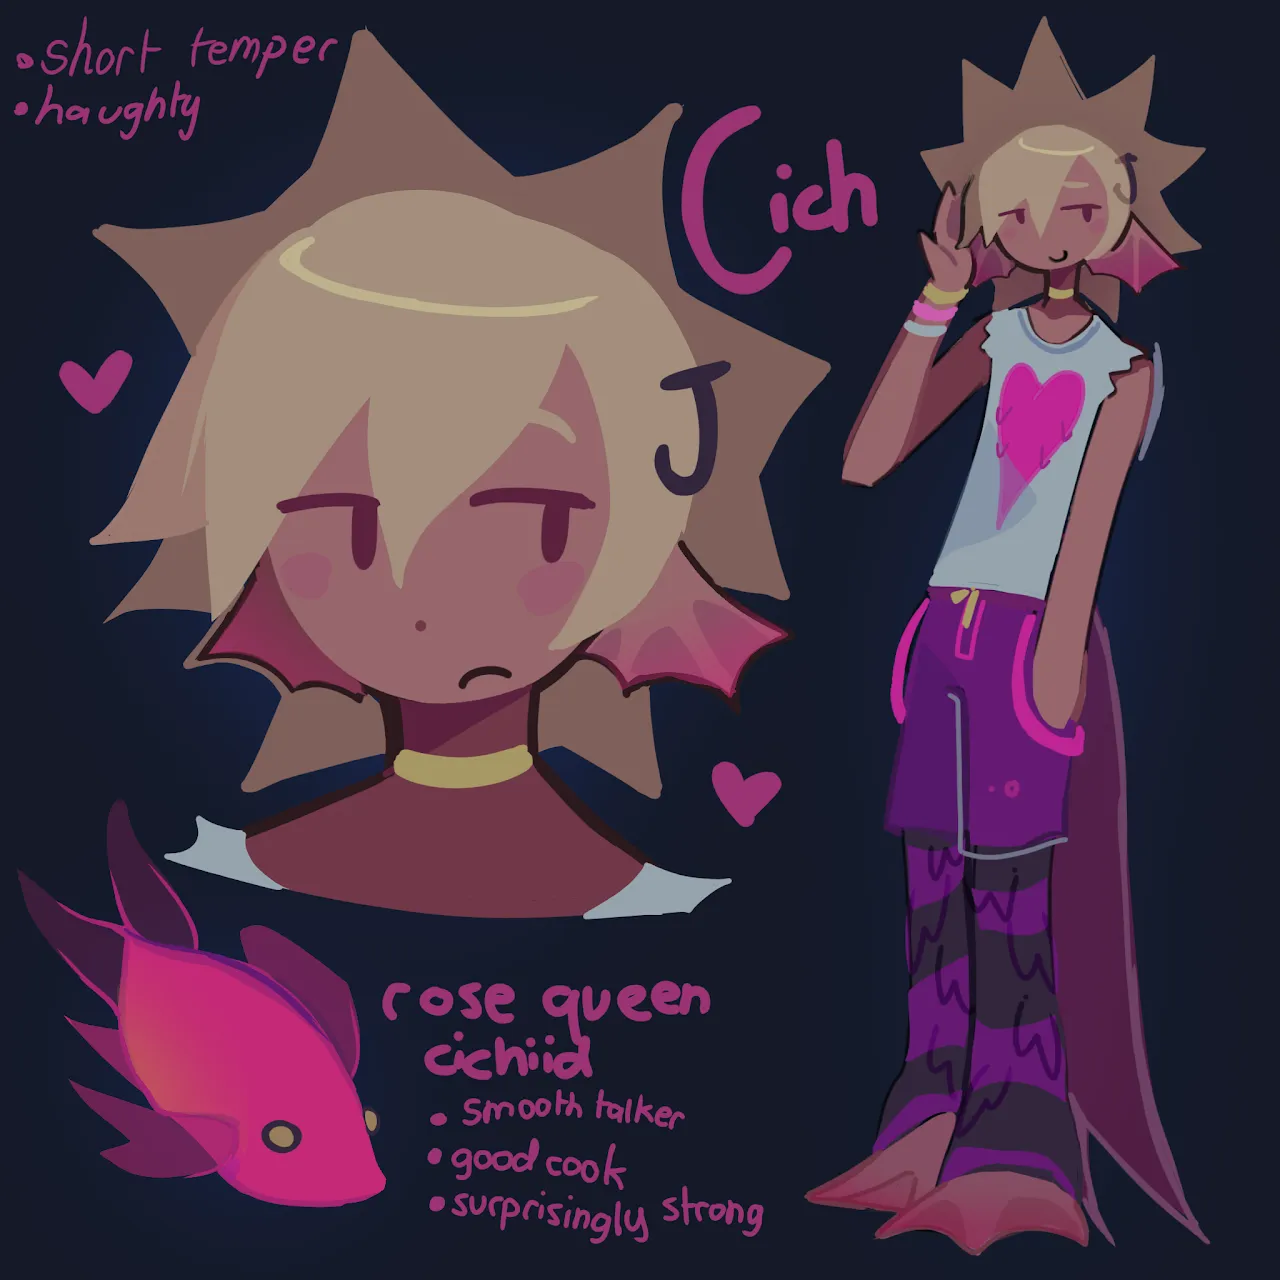 • short temper
• haughty
Cich
J
J
rose queen
cichiid
• smooth talker
• good cook
• surprisingly strong